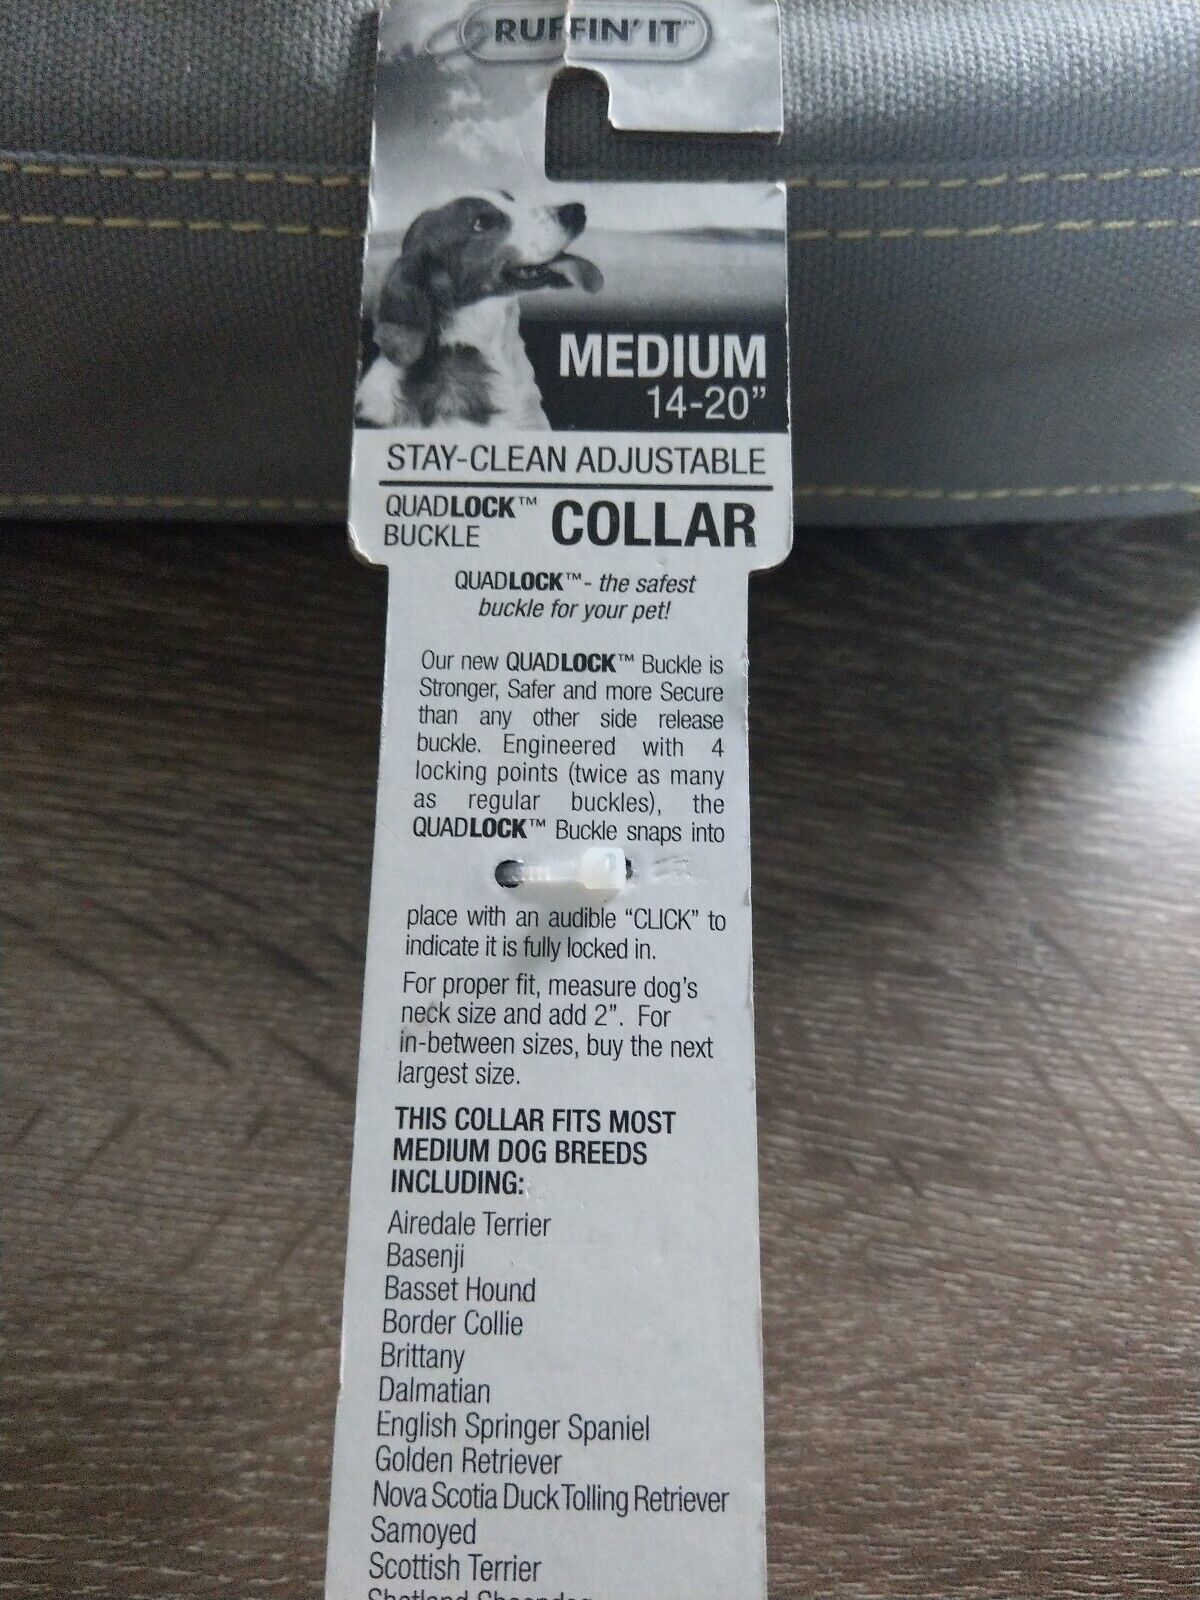 RUFFIN' IT™
MEDIUM
14-20"
STAY-CLEAN ADJUSTABLE
QUADLOCK™
BUCKLE
COLLAR
QUADLOCK™ - the safest
buckle for your pet!
Our new QUADLOCK™ Buckle is
Stronger, Safer and more Secure
than any other side release
buckle. Engineered with 4
locking points (twice as many
as regular buckles), the
QUADLOCK™ Buckle snaps into
place with an audible “CLICK” to
indicate it is fully locked in.
For proper fit, measure dog's
neck size and add 2”. For
in-between sizes, buy the next
largest size.
THIS COLLAR FITS MOST
MEDIUM DOG BREEDS
INCLUDING:
Airedale Terrier
Basenji
Basset Hound
Border Collie
Brittany
Dalmatian
English Springer Spaniel
Golden Retriever
Nova Scotia Duck Tolling Retriever
Samoyed
Scottish Terrier
Shetland Sheepdog